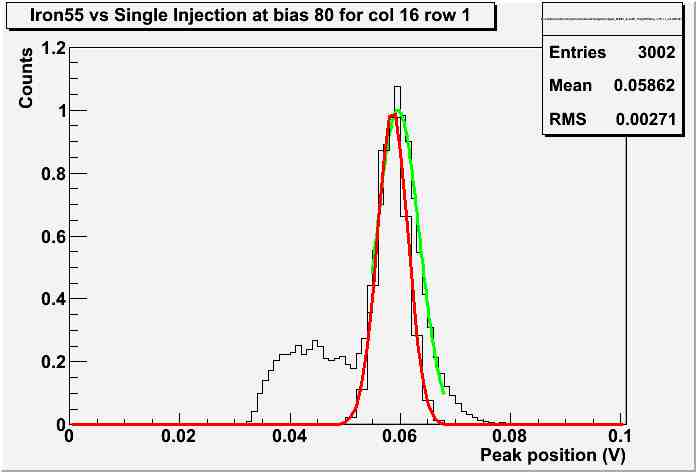 Iron55 vs Single Injection at bias 80 for col 16 row 1
Entries 3002
Mean 0.05862
RMS 0.00271
Counts
1.2
1
0.8
0.6
0.4
0.2
0
0 0.02 0.04 0.06 0.08 0.1
Peak position (V)